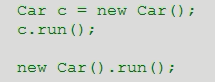 Car c = new Car();
c.run();
new Car().run();